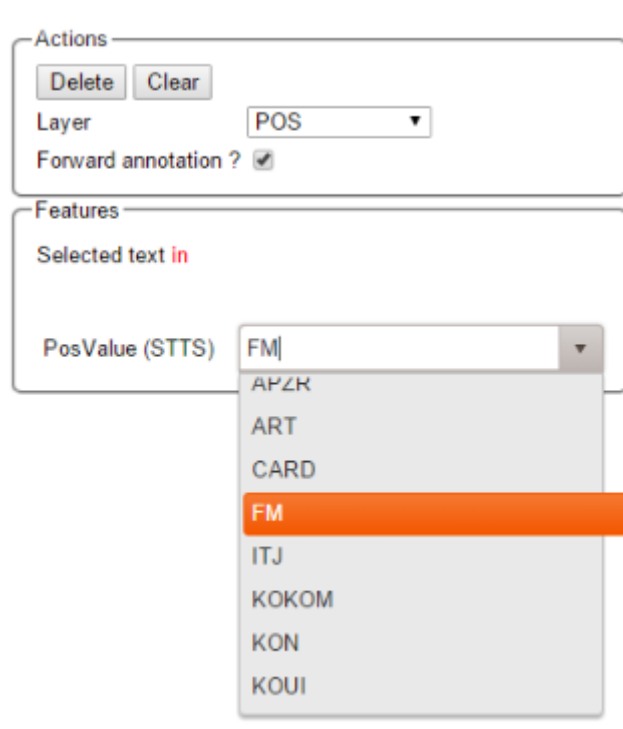 Actions
Delete Clear
Layer POS
Forward annotation ?
Features
Selected text in
PosValue (STTS) FM
APZR
ART
CARD
FM
ITJ
KOKOM
KON
KOUI